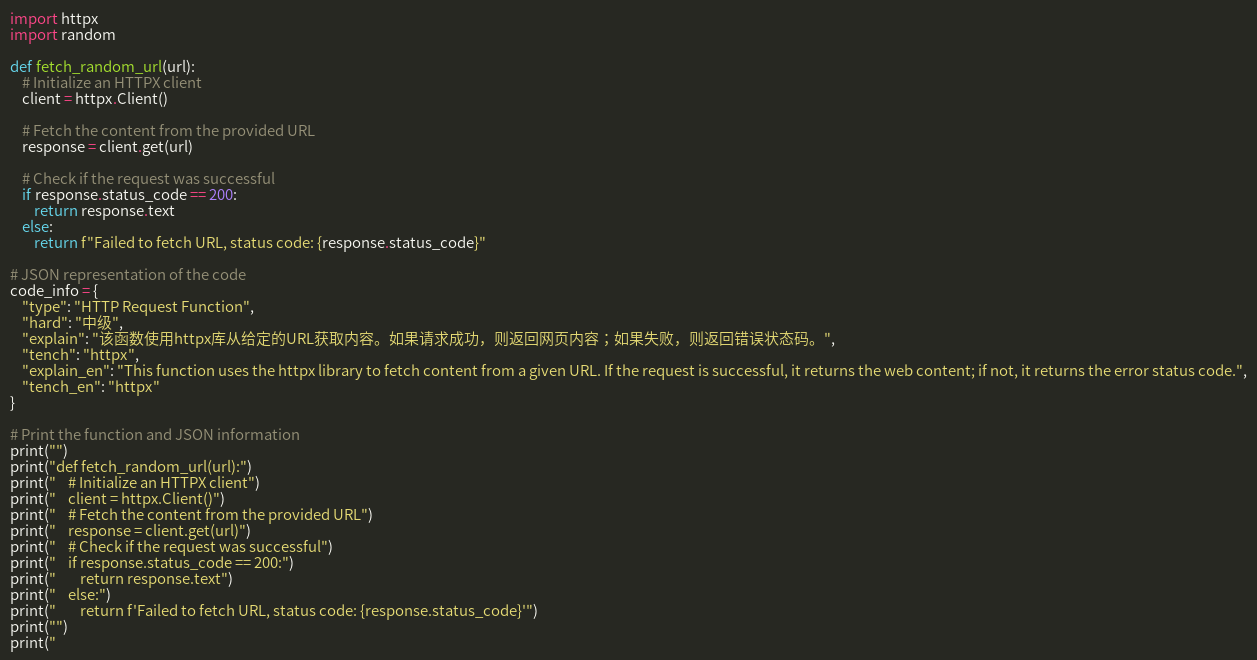 import httpx
import random
def fetch_random_url(url):
    # Initialize an HTTPX client
    client = httpx.Client()
    # Fetch the content from the provided URL
    response = client.get(url)
    # Check if the request was successful
    if response.status_code == 200:
        return response.text
    else:
        return f"Failed to fetch URL, status code: {response.status_code}"
# JSON representation of the code
code_info = {
    "type": "HTTP Request Function",
    "hard": "中级",
    "explain": "该函数使用httpx库从给定的URL获取内容。如果请求成功，则返回网页内容；如果失败，则返回错误状态码。",
    "tench": "httpx",
    "explain_en": "This function uses the httpx library to fetch content from a given URL. If the request is successful, it returns the web content; if not, it returns the error status code.",
    "tench_en": "httpx"
}
# Print the function and JSON information
print("")
print("def fetch_random_url(url):")
print("    # Initialize an HTTPX client")
print("    client = httpx.Client()")
print("    # Fetch the content from the provided URL")
print("    response = client.get(url)")
print("    # Check if the request was successful")
print("    if response.status_code == 200:")
print("        return response.text")
print("    else:")
print("        return f'Failed to fetch URL, status code: {response.status_code}'")
print("")
print("